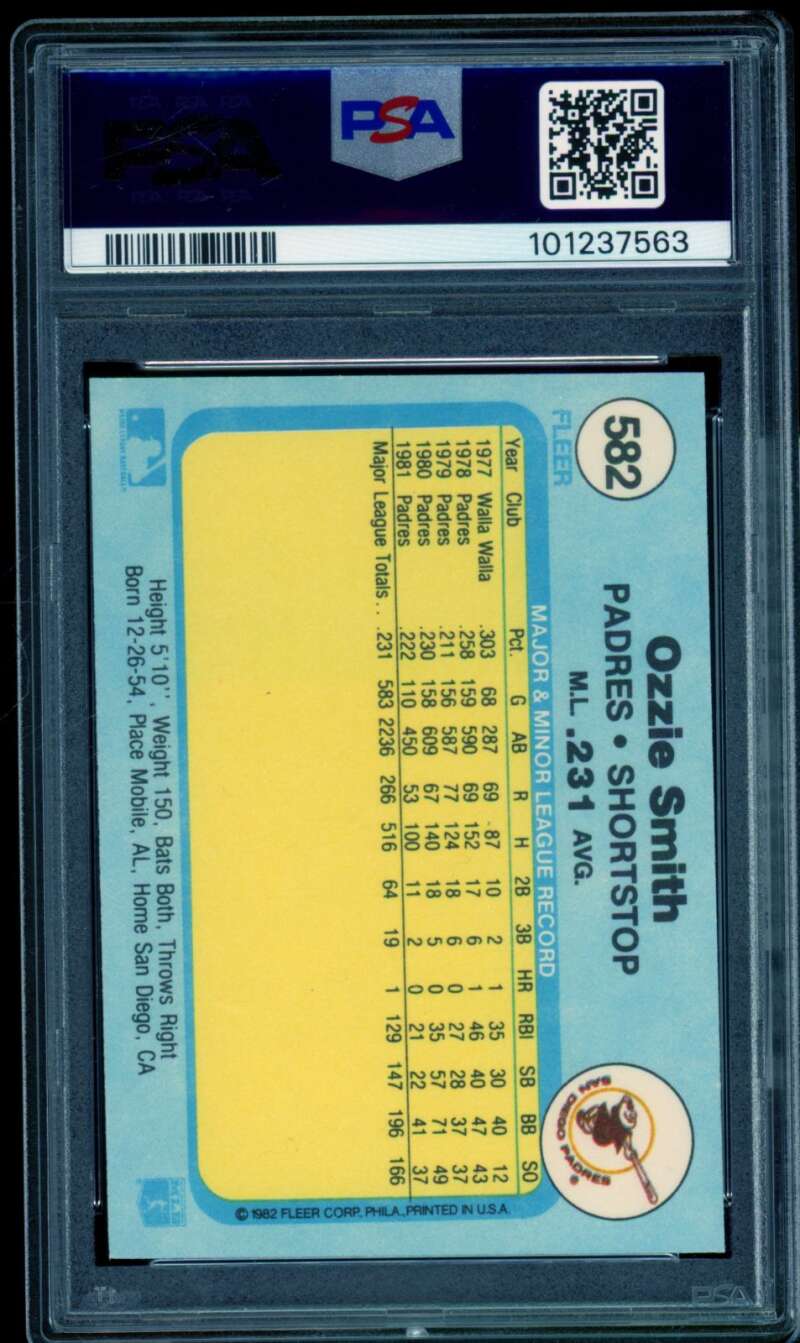 PSA
101237563
582
FLEER
Ozzie Smith
PADRES • SHORTSTOP
M.L. .231 AVG.
SAN DIEGO PADRES ®
MAJOR & MINOR LEAGUE RECORD
Year Club Pct. G AB R H 2B 3B HR RBI SB BB SO
1977 Walla Walla .303 68 287 69 87 10 2 1 35 30 40 12
1978 Padres .258 159 590 69 152 17 6 1 46 40 47 43
1979 Padres .211 156 587 77 124 18 6 0 27 28 37 37
1980 Padres .230 158 609 67 140 18 5 0 35 57 71 49
1981 Padres .222 110 450 53 100 11 2 0 21 22 41 37
Major League Totals . . .231 583 2236 266 516 64 19 1 129 147 196 166
© 1982 FLEER CORP. PHILA., PRINTED IN U.S.A.
Height 5'10'', Weight 150, Bats Both, Throws Right
Born 12-26-54, Place Mobile, AL, Home San Diego, CA
PSA